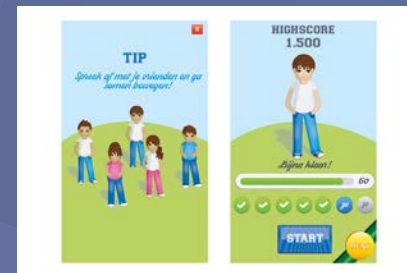 TIP
Spreek af met je vrienden en ga
samen bewegen!
HIGHSCORE
1.500
Bijna klaar!
60
START